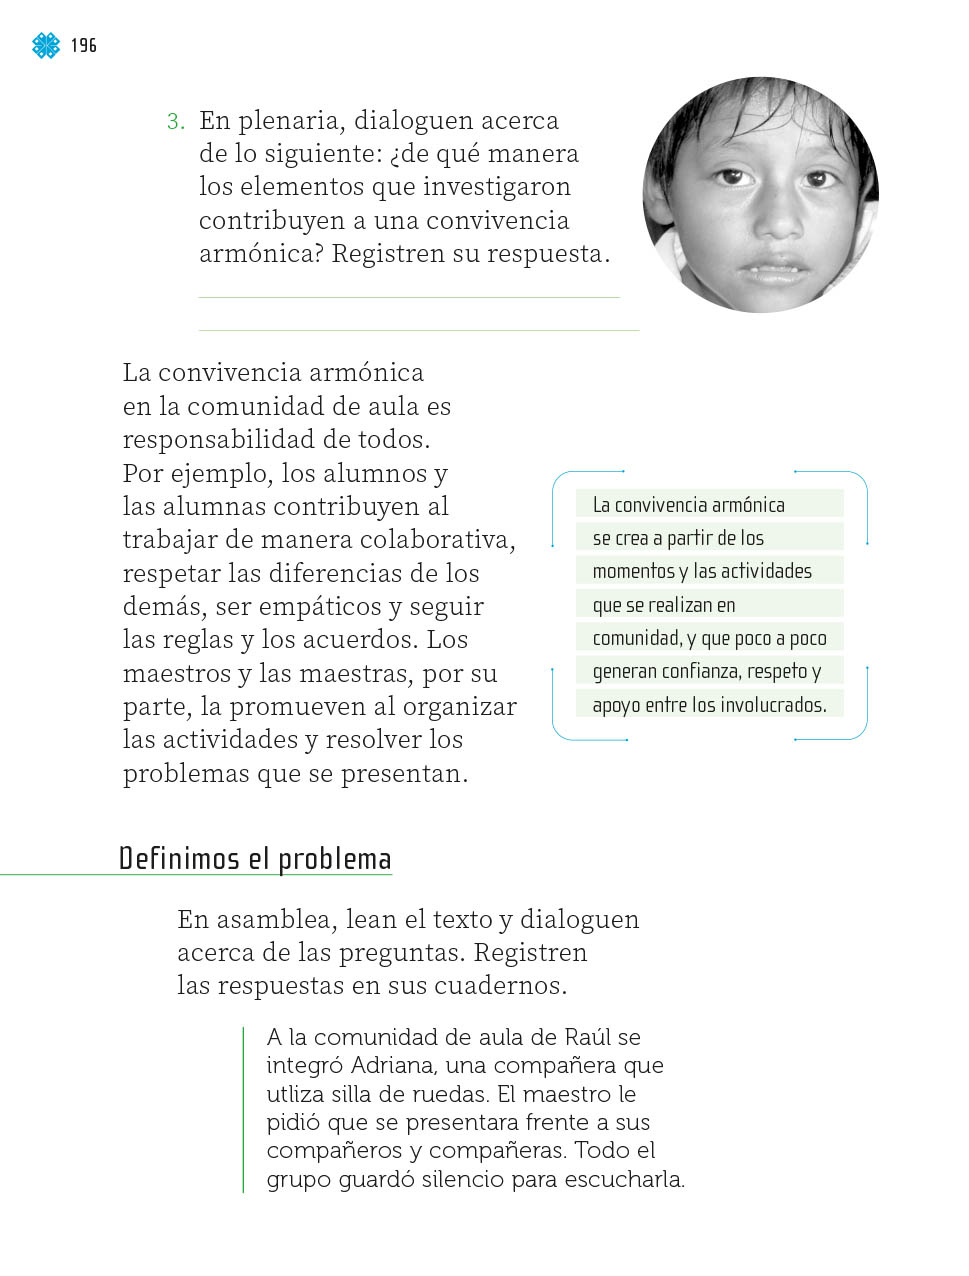 196
3. En plenaria, dialoguen acerca
de lo siguiente: ¿de qué manera
los elementos que investigaron
contribuyen a una convivencia
armónica? Registren su respuesta.
La convivencia armónica
en la comunidad de aula es
responsabilidad de todos.
Por ejemplo, los alumnos y
las alumnas contribuyen al
trabajar de manera colaborativa,
respetar las diferencias de los
demás, ser empáticos y seguir
las reglas y los acuerdos. Los
maestros y las maestras, por su
parte, la promueven al organizar
las actividades y resolver los
problemas que se presentan.
La convivencia armónica
se crea a partir de los
momentos y las actividades
que se realizan en
comunidad, y que poco a poco
generan confianza, respeto y
apoyo entre los involucrados.
Definimos el problema
En asamblea, lean el texto y dialoguen
acerca de las preguntas. Registren
las respuestas en sus cuadernos.
A la comunidad de aula de Raúl se
integró Adriana, una compañera que
utliza silla de ruedas. El maestro le
pidió que se presentara frente a sus
compañeros y compañeras. Todo el
grupo guardó silencio para escucharla.